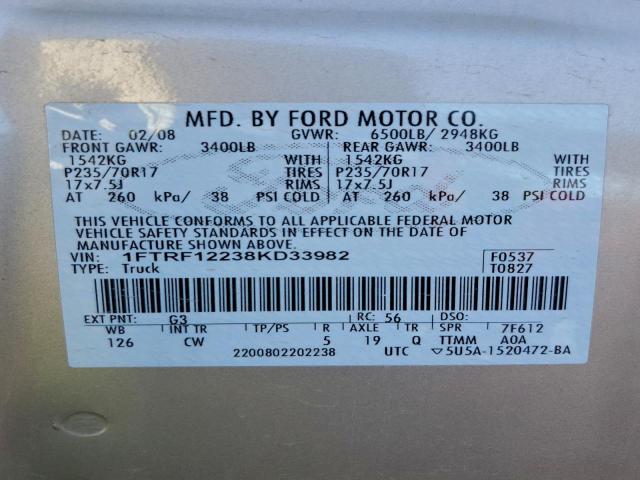 MFD. BY FORD MOTOR CO.
DATE: 02/08 GVWR: 6500LB/ 2948KG
FRONT GAWR: 3400LB REAR GAWR: 3400LB
1542KG WITH 1542KG WITH
P235/70R17 TIRES P235/70R17 TIRES
17x7.5J RIMS 17x7.5J RIMS
AT 260 kPa/ 38 PSI COLD AT 260 kPa/ 38 PSI COLD
THIS VEHICLE CONFORMS TO ALL APPLICABLE FEDERAL MOTOR
VEHICLE SAFETY STANDARDS IN EFFECT ON THE DATE OF
MANUFACTURE SHOWN ABOVE.
VIN: 1FTRF12238KD33982 F0537
TYPE: Truck T0827
EXT PNT: G3 RC: 56 DSO:
WB INT TR TP/PS R AXLE TR SPR 7F612
126 CW 5 19 Q TTMM A0A
2200802202238 UTC ▽5U5A-1520472-BA